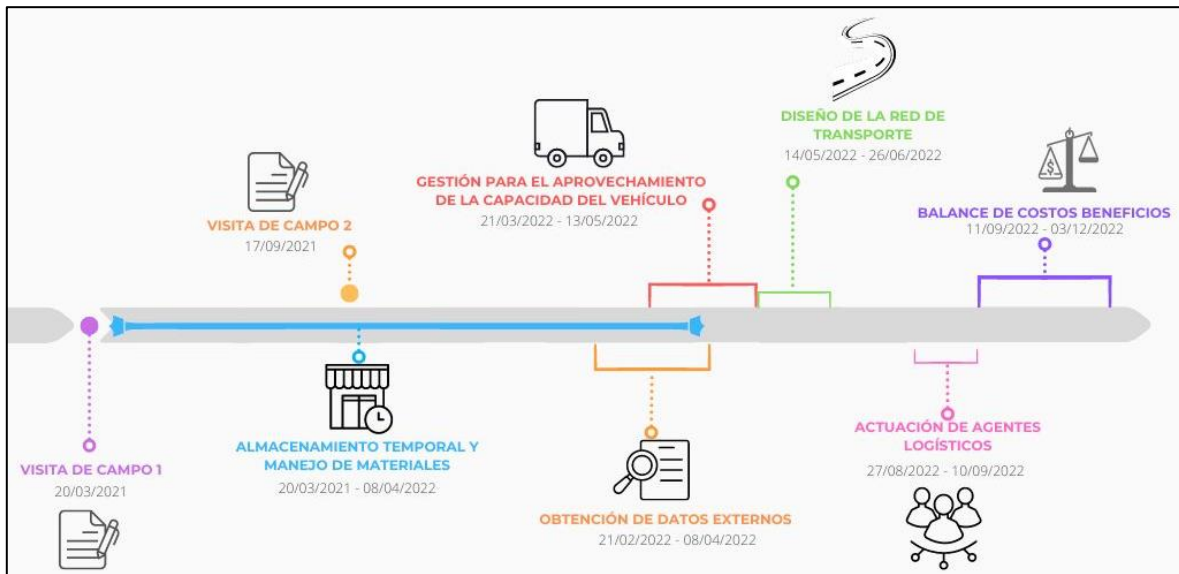 DISEÑO DE LA RED DE
TRANSPORTE
14/05/2022 - 26/06/2022
GESTIÓN PARA EL APROVECHAMIENTO
DE LA CAPACIDAD DEL VEHÍCULO
21/03/2022 - 13/05/2022
VISITA DE CAMPO 2
17/09/2021
BALANCE DE COSTOS BENEFICIOS
11/09/2022 - 03/12/2022
$
VISITA DE CAMPO 1
20/03/2021
ALMACENAMIENTO TEMPORAL Y
MANEJO DE MATERIALES
20/03/2021 - 08/04/2022
OBTENCIÓN DE DATOS EXTERNOS
21/02/2022 - 08/04/2022
ACTUACIÓN DE AGENTES
LOGÍSTICOS
27/08/2022 - 10/09/2022